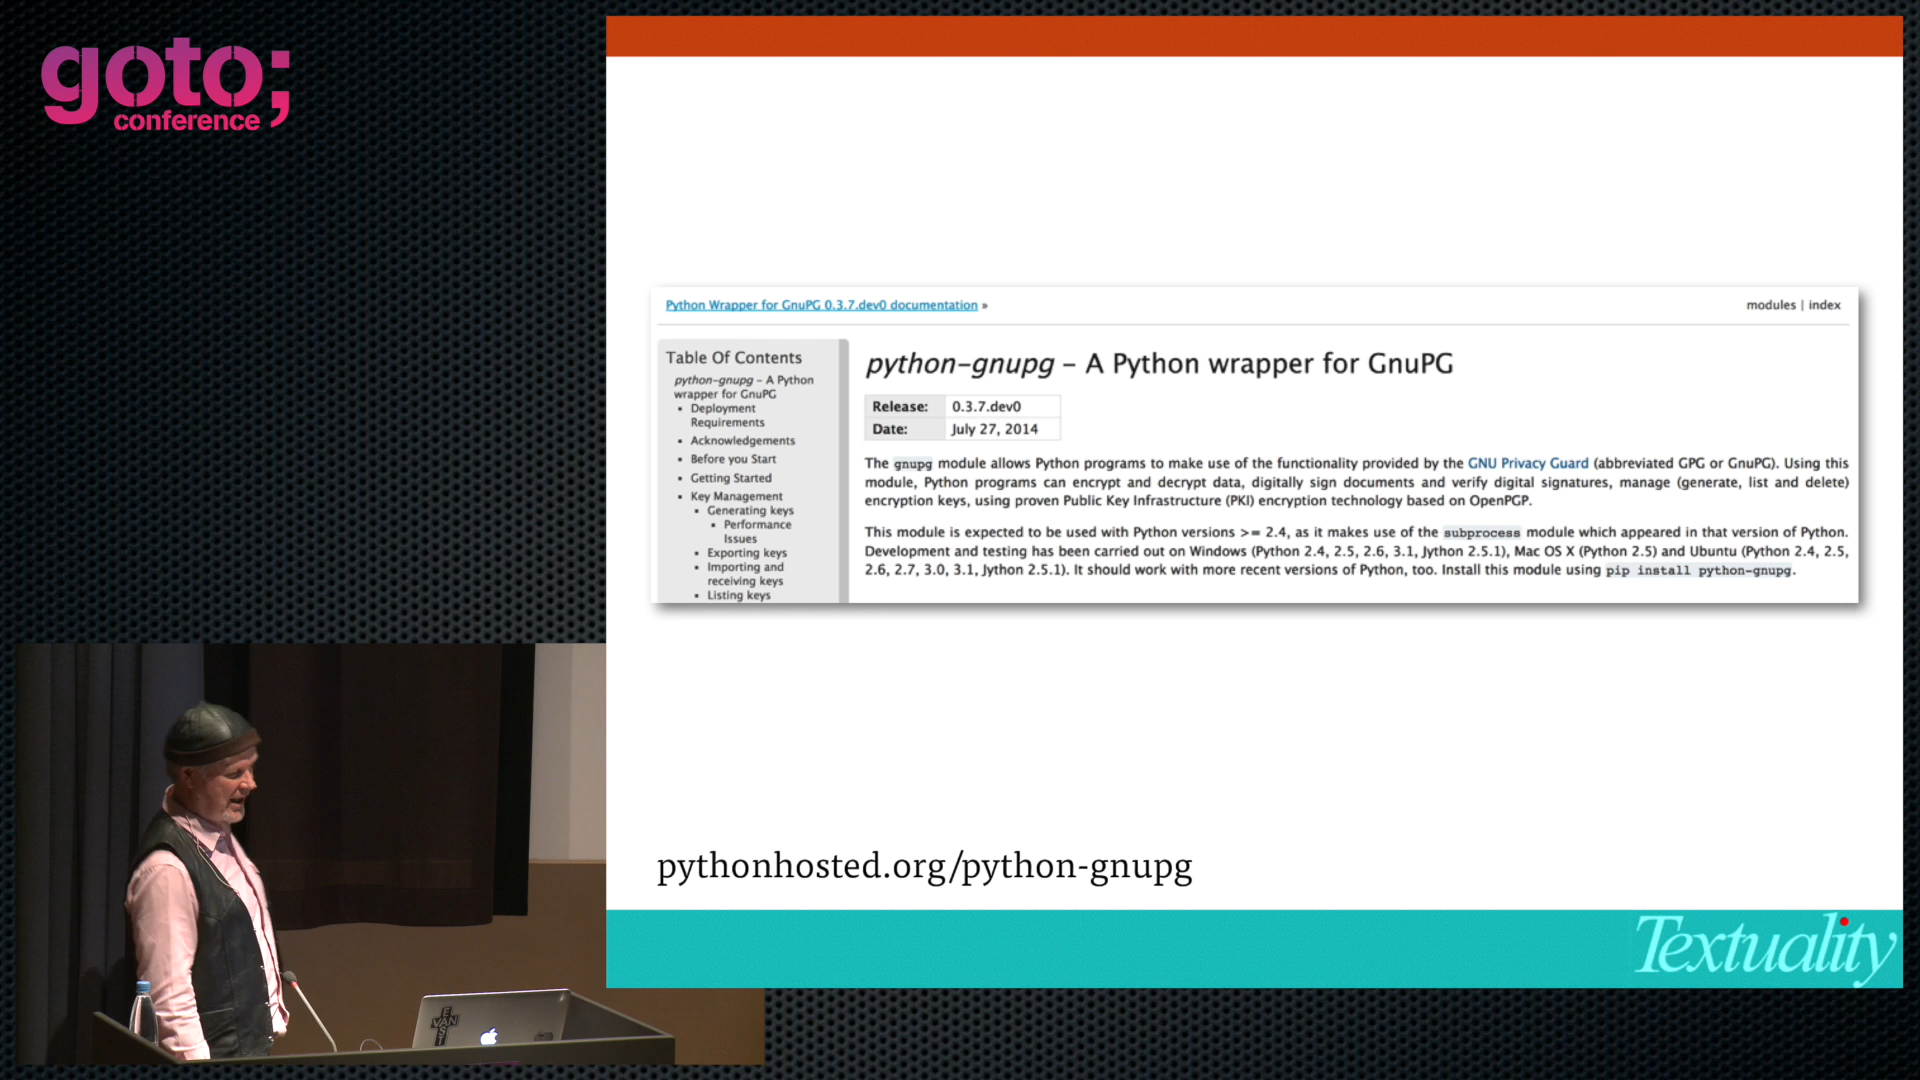 goto;
conference
Python Wrapper for GnuPG 0.3.7.dev0 documentation »
modules | index
Table Of Contents
python-gnupg – A Python
wrapper for GnuPG
Deployment
Requirements
Acknowledgements
Before you Start
Getting Started
Key Management
Generating keys
Performance
Issues
Exporting keys
Importing and
receiving keys
Listing keys
python-gnupg – A Python wrapper for GnuPG
Release: 0.3.7.dev0
Date: July 27, 2014
The gnupg module allows Python programs to make use of the functionality provided by the GNU Privacy Guard (abbreviated GPG or GnuPG). Using this
module, Python programs can encrypt and decrypt data, digitally sign documents and verify digital signatures, manage (generate, list and delete)
encryption keys, using proven Public Key Infrastructure (PKI) encryption technology based on OpenPGP.
This module is expected to be used with Python versions >= 2.4, as it makes use of the subprocess module which appeared in that version of Python.
Development and testing has been carried out on Windows (Python 2.4, 2.5, 2.6, 3.1, Jython 2.5.1), Mac OS X (Python 2.5) and Ubuntu (Python 2.4, 2.5,
2.6, 2.7, 3.0, 3.1, Jython 2.5.1). It should work with more recent versions of Python, too. Install this module using pip install python-gnupg.
pythonhosted.org/python-gnupg
Textuality